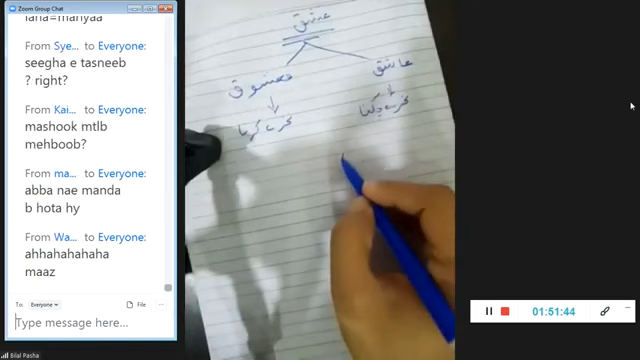 Zoom Group Chat
lana=manyaa
From Sye... to Everyone:
seegha e tasneeb
? right?
From Kai... to Everyone:
mashook mtlb
mehboob?
From ma... to Everyone:
abba nae manda
b hota hy
From Wa... to Everyone:
ahhahahahaha
maaz
To: Everyone
File
Type message here...
Bilal Pasha
عشق
عاشق
معشوق
نخرے
01:51:44